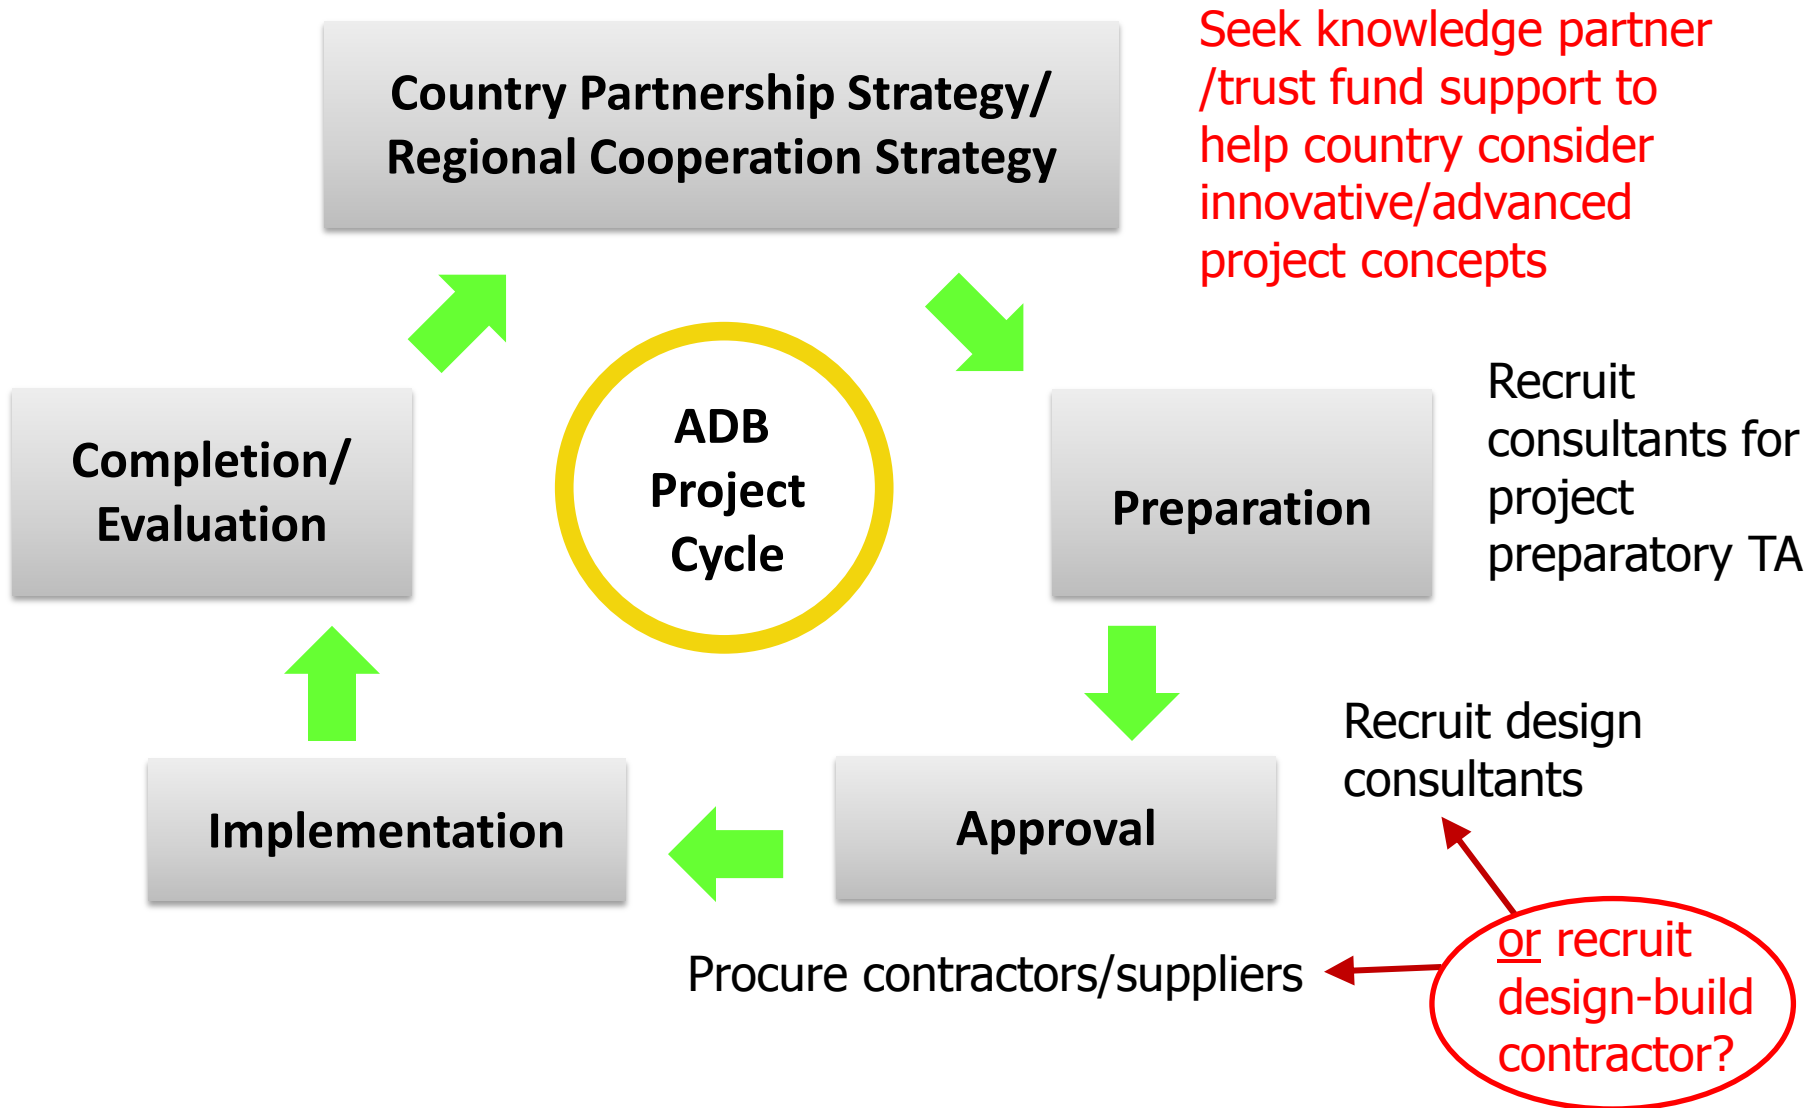 Country Partnership Strategy/
Regional Cooperation Strategy
Seek knowledge partner
/trust fund support to
help country consider
innovative/advanced
project concepts
ADB
Project
Cycle
Completion/
Evaluation
Preparation
Recruit
consultants for
project
preparatory TA
Implementation
Approval
Recruit design
consultants
Procure contractors/suppliers
or recruit
design-build
contractor?